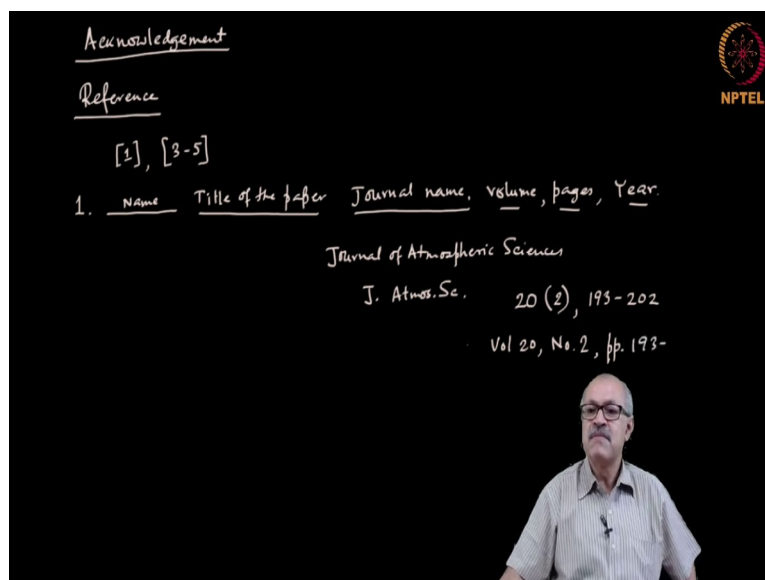 Acknowledgement
NPTEL
Reference
[1], [3-5]
1. Name Title of the paper Journal name, volume, pages, Year.
Journal of Atmospheric Sciences
J. Atmos. Sc. 20 (2), 193-202
Vol 20, No. 2, pp. 193-